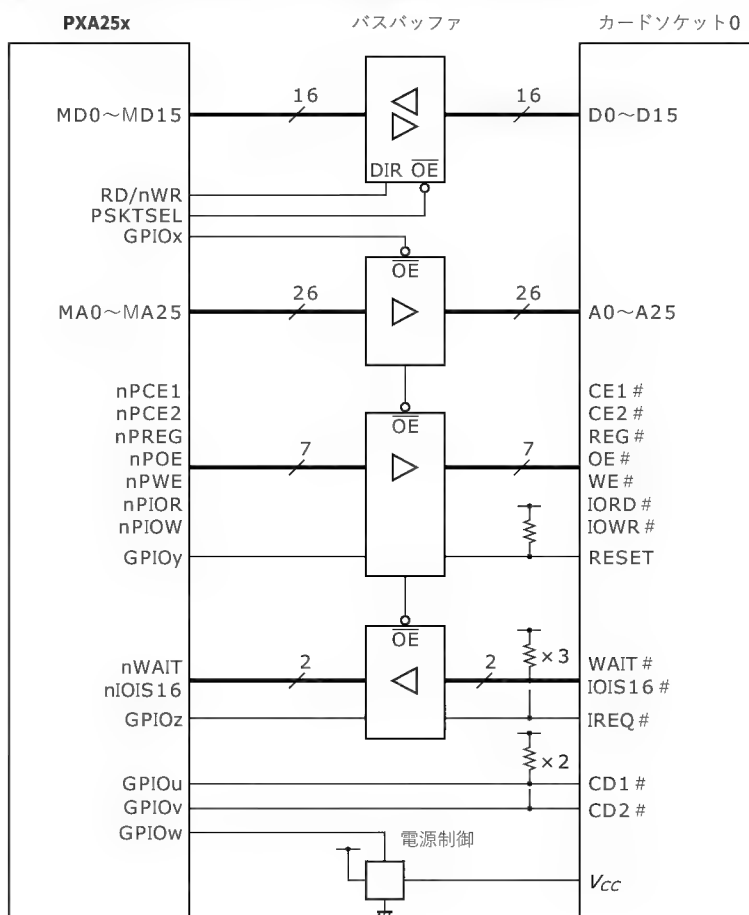 PXA25x バスバッファ カードソケット0
MD0～MD15 16 16 D0～D15
DIR OE
RD/nWR
PSKTSEL
GPIOx
OE
MA0～MA25 26 26 A0～A25
nPCE1 CE1#
nPCE2 OE CE2#
nPREG REG#
nPOE 7 7 OE#
nPWE WE#
nPIOR IORD#
nPIOW IOWR#
GPIOy RESET
OE
nWAIT 2 2 ×3 WAIT#
nIOIS16 IOIS16#
GPIOz IREQ#
×2
GPIOu CD1#
GPIOv CD2#
GPIOw 電源制御
VCC